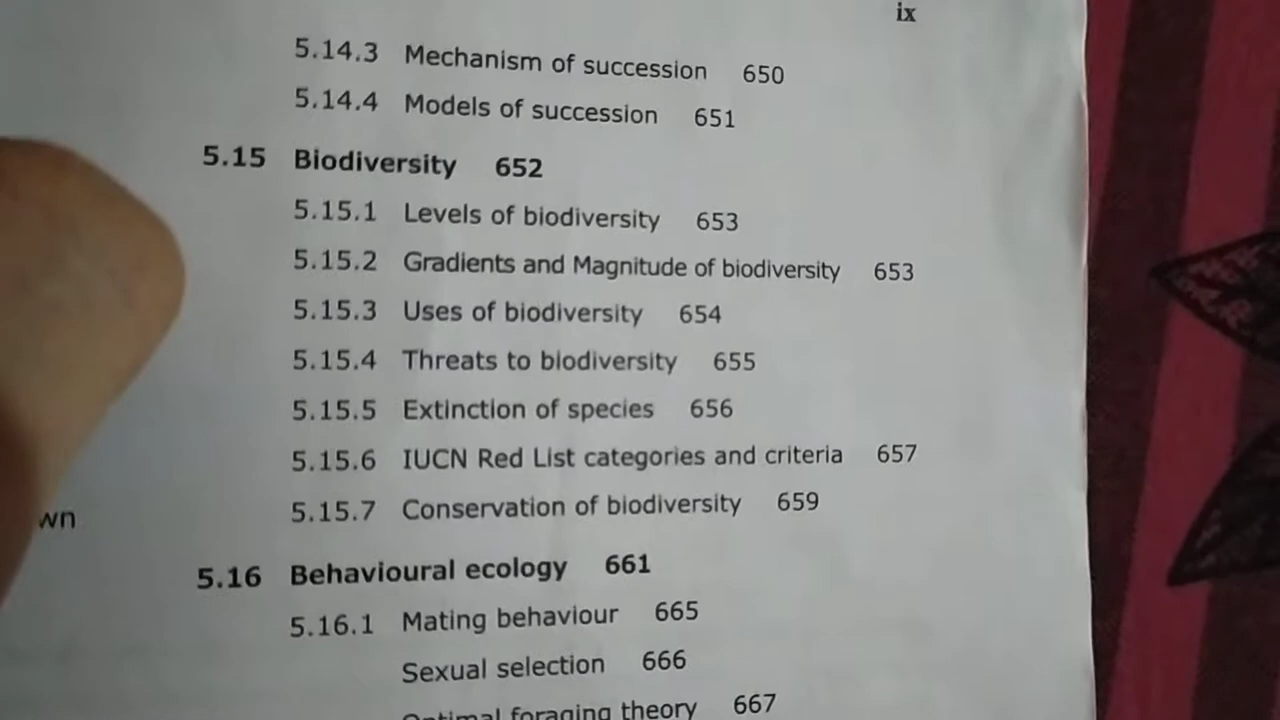 ix
5.14.3 Mechanism of succession 650
5.14.4 Models of succession 651
5.15 Biodiversity 652
5.15.1 Levels of biodiversity 653
5.15.2 Gradients and Magnitude of biodiversity 653
5.15.3 Uses of biodiversity 654
5.15.4 Threats to biodiversity 655
5.15.5 Extinction of species 656
5.15.6 IUCN Red List categories and criteria 657
5.15.7 Conservation of biodiversity 659
5.16 Behavioural ecology 661
5.16.1 Mating behaviour 665
Sexual selection 666
Optimal foraging theory 667